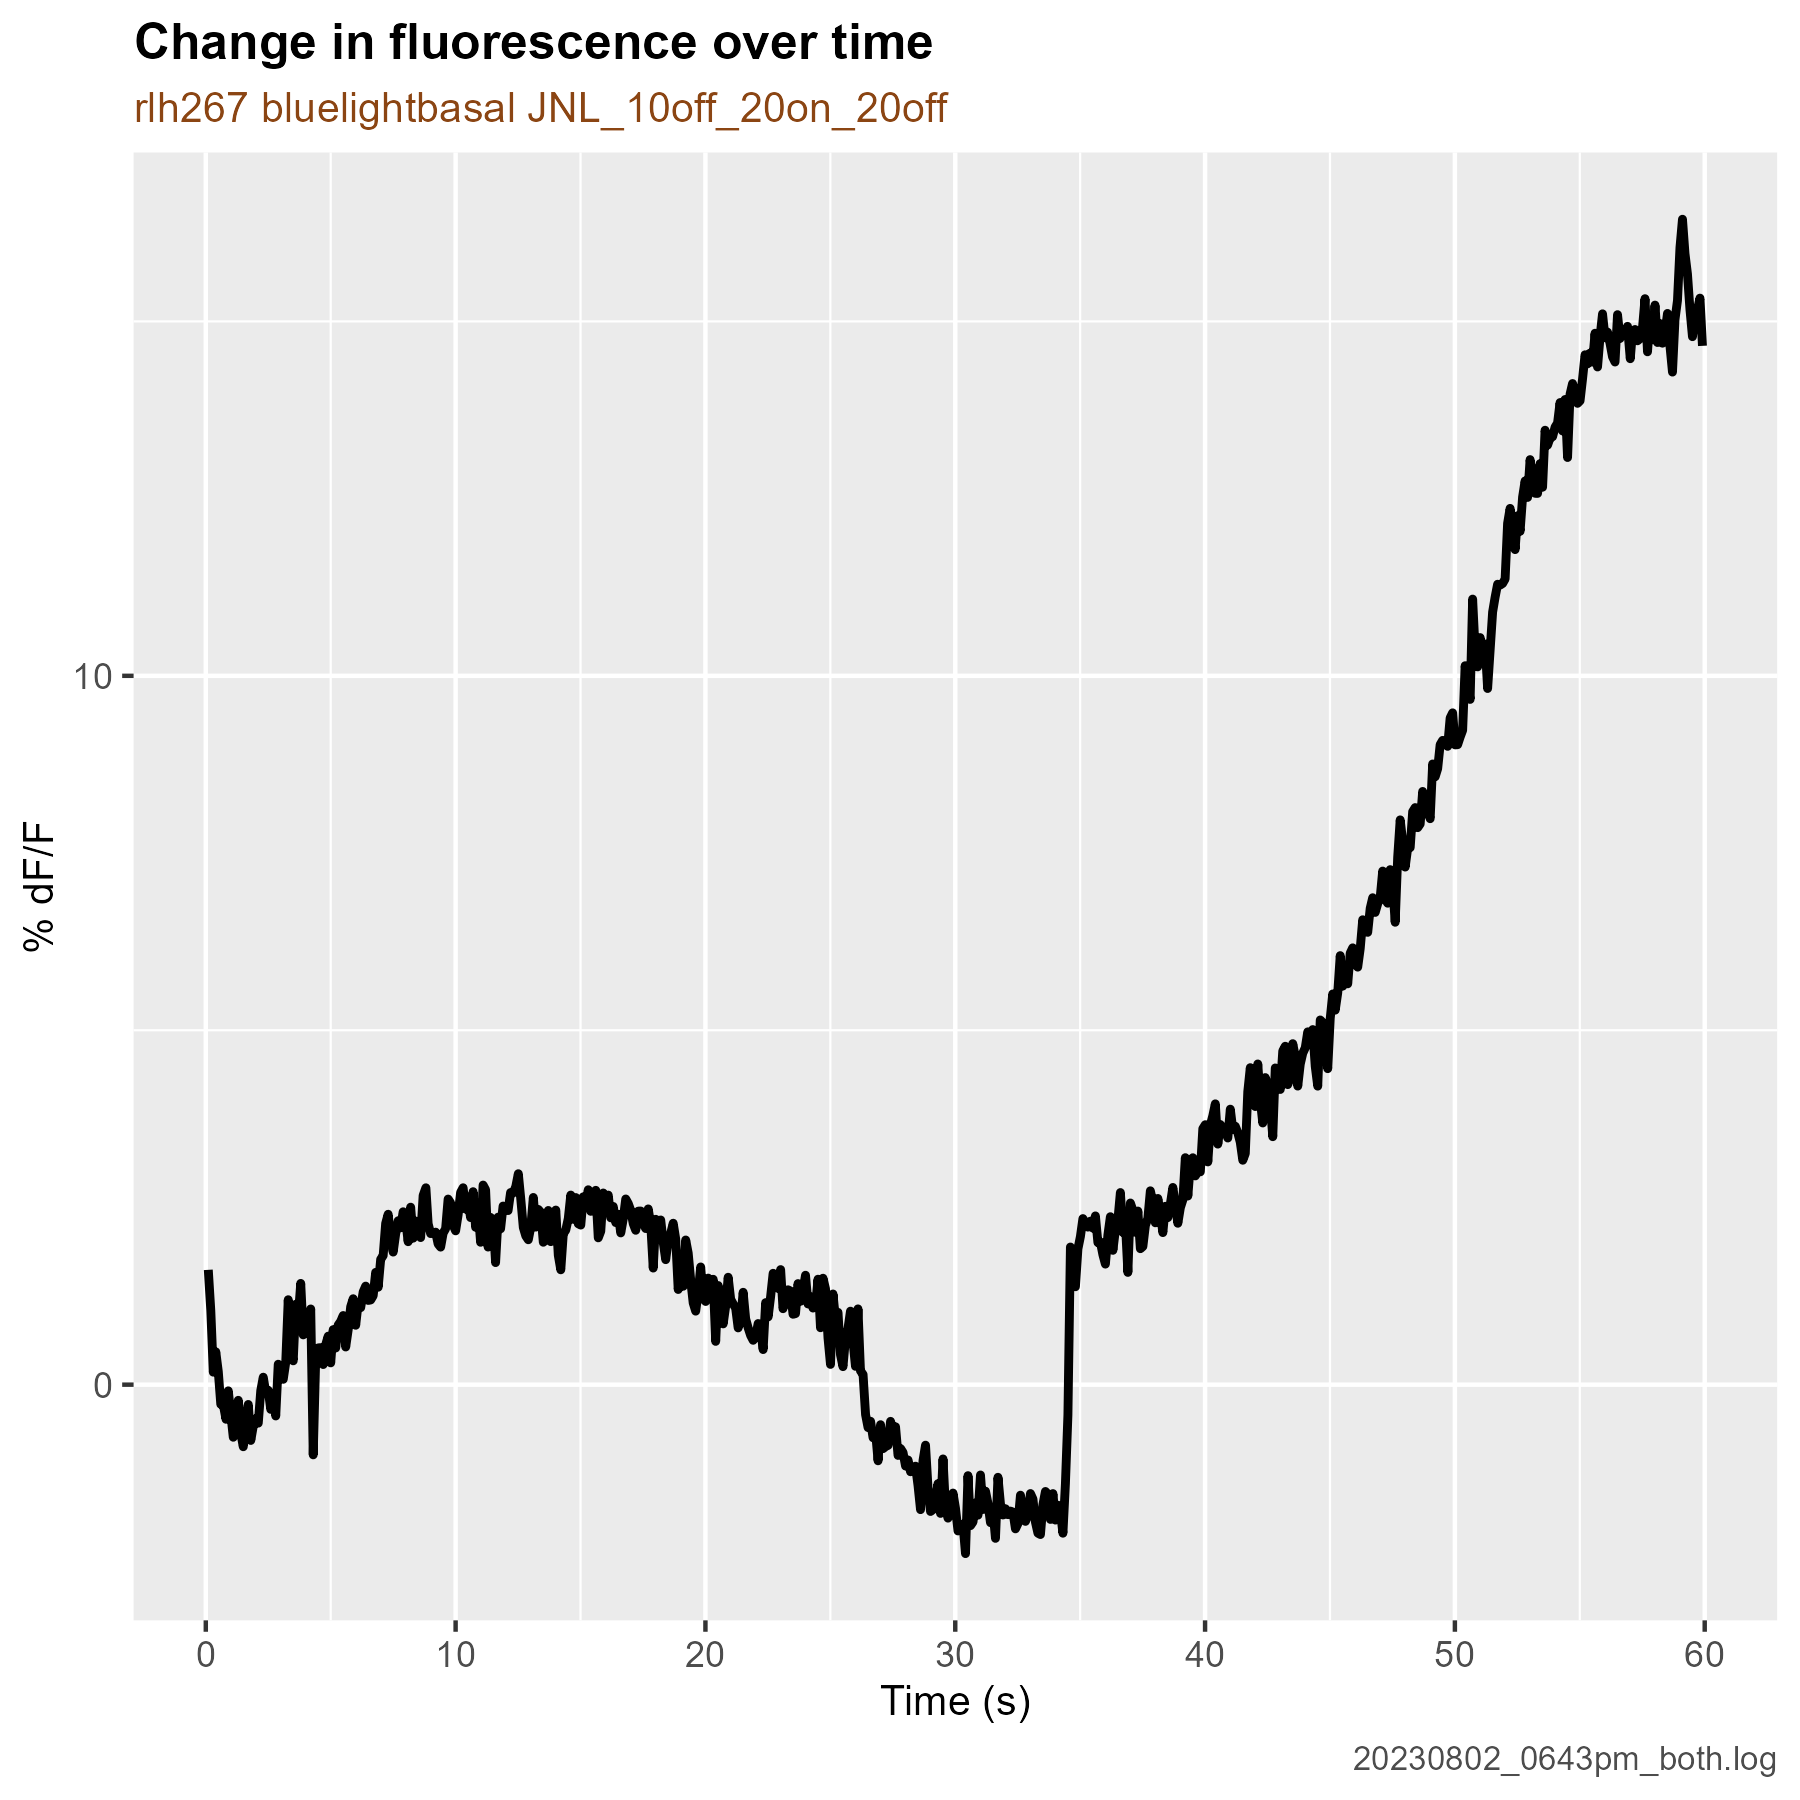 Change in fluorescence over time
rlh267 bluelightbasal JNL_10off_20on_20off
% dF/F
10
0
0 10 20 30 40 50 60
Time (s)
20230802_0643pm_both.log